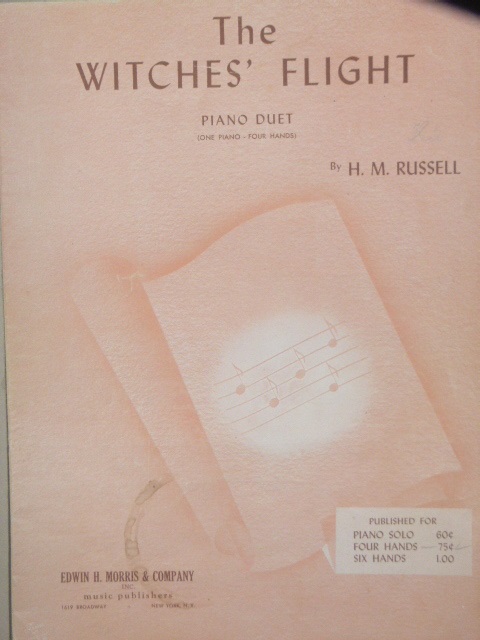 The
WITCHES' FLIGHT
PIANO DUET
(ONE PIANO - FOUR HANDS)
By H. M. RUSSELL
PUBLISHED FOR
PIANO SOLO 60¢
FOUR HANDS 75¢
SIX HANDS 1.00
EDWIN H. MORRIS & COMPANY
INC.
music publishers
1619 BROADWAY - NEW YORK, N. Y.